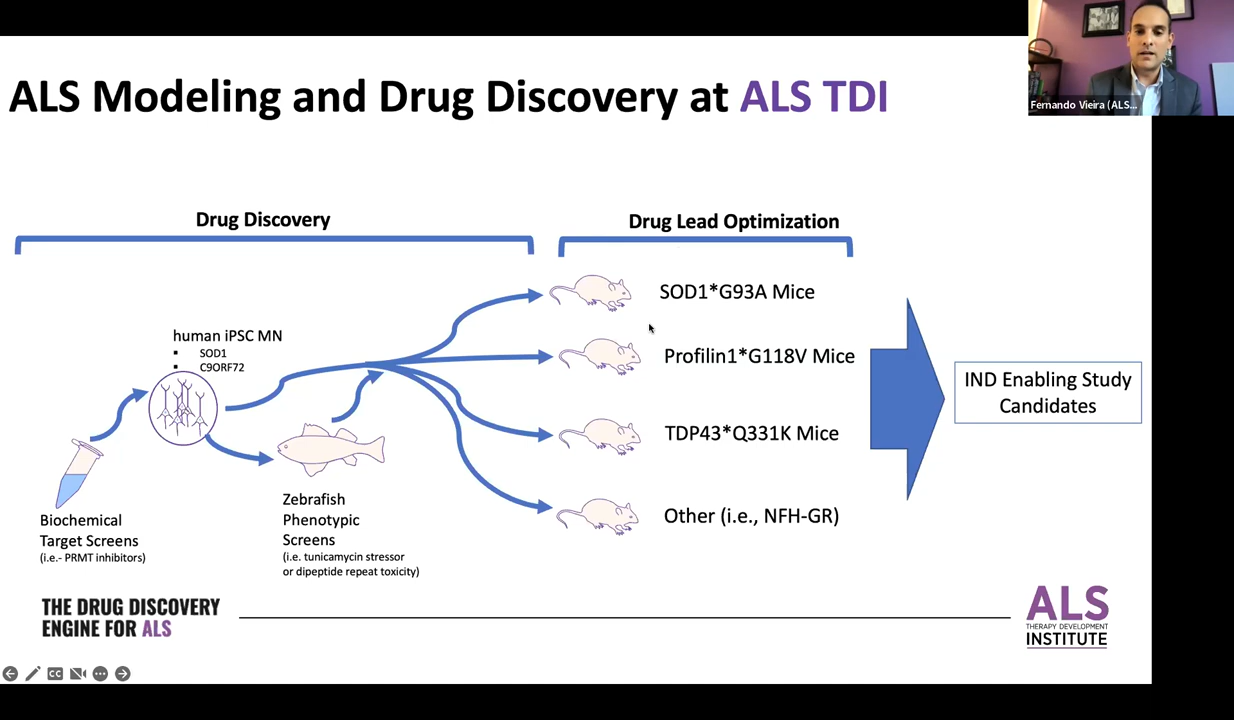 ALS Modeling and Drug Discovery at ALS TDI
Fernando Vieira (ALS...
Drug Discovery
Drug Lead Optimization
human iPSC MN
▪ SOD1
▪ C9ORF72
Biochemical
Target Screens
(i.e.- PRMT inhibitors)
Zebrafish
Phenotypic
Screens
(i.e. tunicamycin stressor
or dipeptide repeat toxicity)
SOD1*G93A Mice
Profilin1*G118V Mice
TDP43*Q331K Mice
Other (i.e., NFH-GR)
IND Enabling Study
Candidates
THE DRUG DISCOVERY
ENGINE FOR ALS
ALS
THERAPY DEVELOPMENT
INSTITUTE
CC